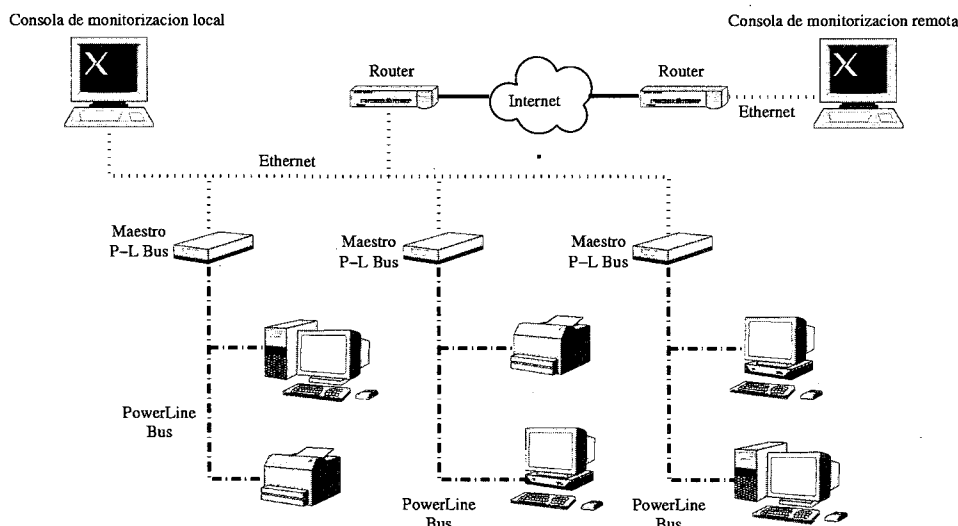 Consola de monitorizacion local
Consola de monitorizacion remota
X
X
Router
Router
Internet
Ethernet
Ethernet
Maestro
P-L Bus
Maestro
P-L Bus
Maestro
P-L Bus
PowerLine
Bus
PowerLine
Bus
PowerLine
Bus